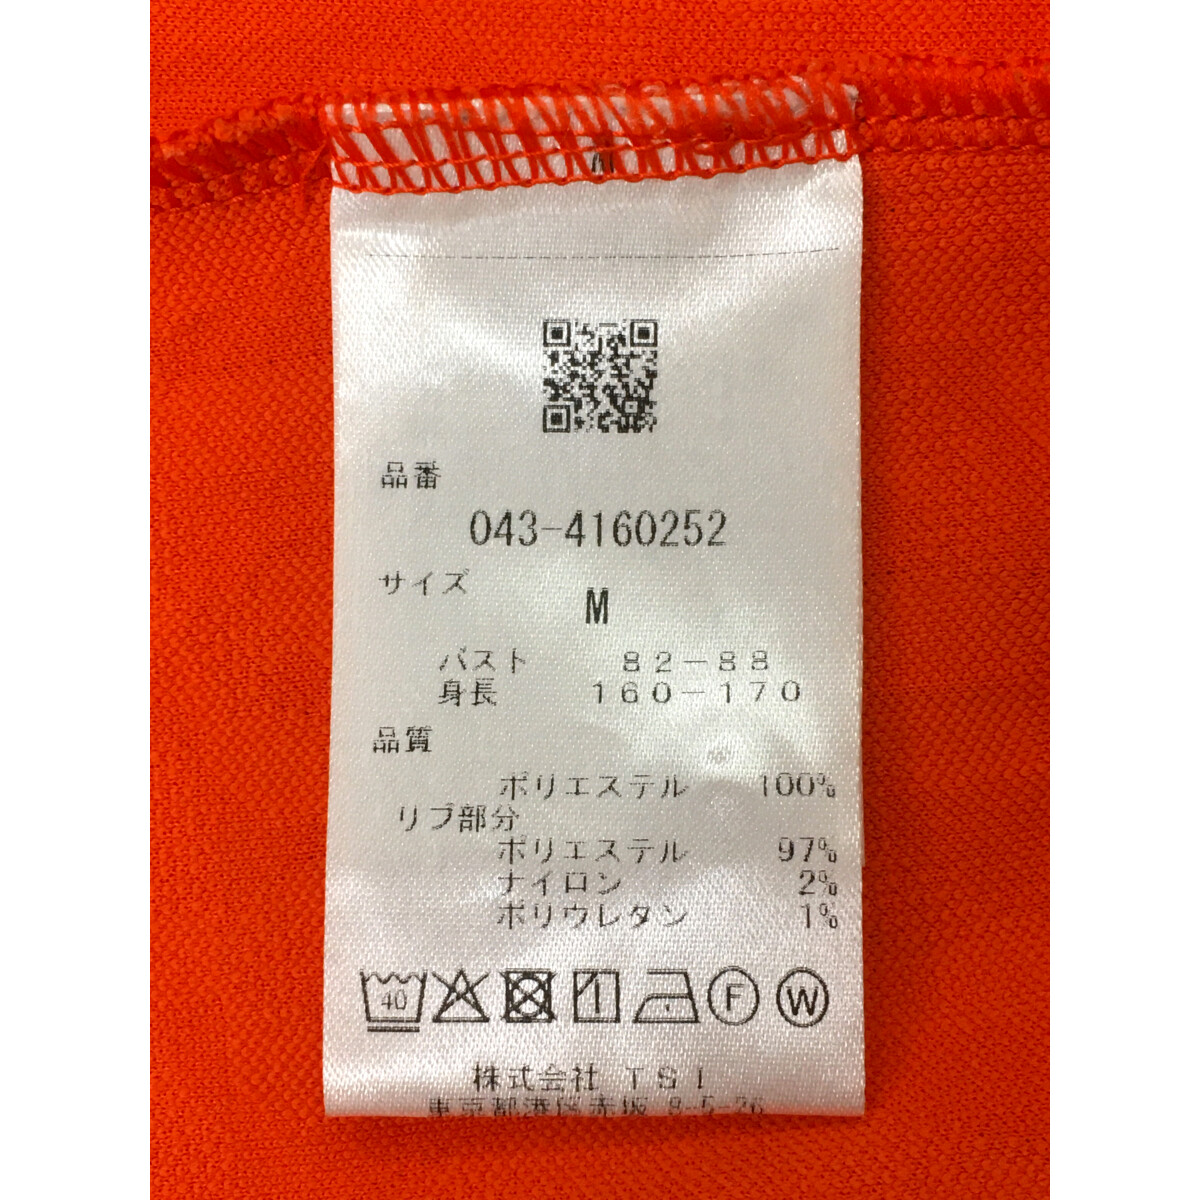 品番
043-4160252
サイズ
M
バスト 82-88
身長 160-170
品質
ポリエステル 100%
リブ部分
ポリエステル 97%
ナイロン 2%
ポリウレタン 1%
40 F W
株式会社 TSI
東京都港区赤坂 8-5-26